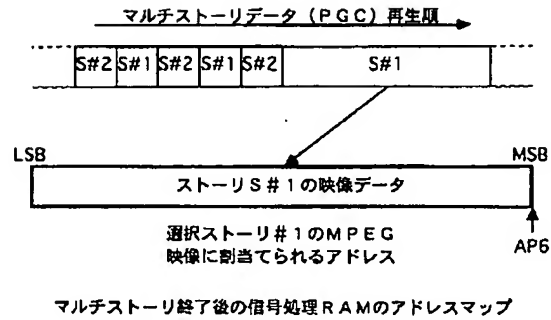 マルチストーリデータ（PGC）再生順
S#2 S#1 S#2 S#1 S#2 S#1
LSB MSB
ストーリS#1の映像データ
選択ストーリ#1のMPEG
映像に割当てられるアドレス
AP6
マルチストーリ終了後の信号処理RAMのアドレスマップ